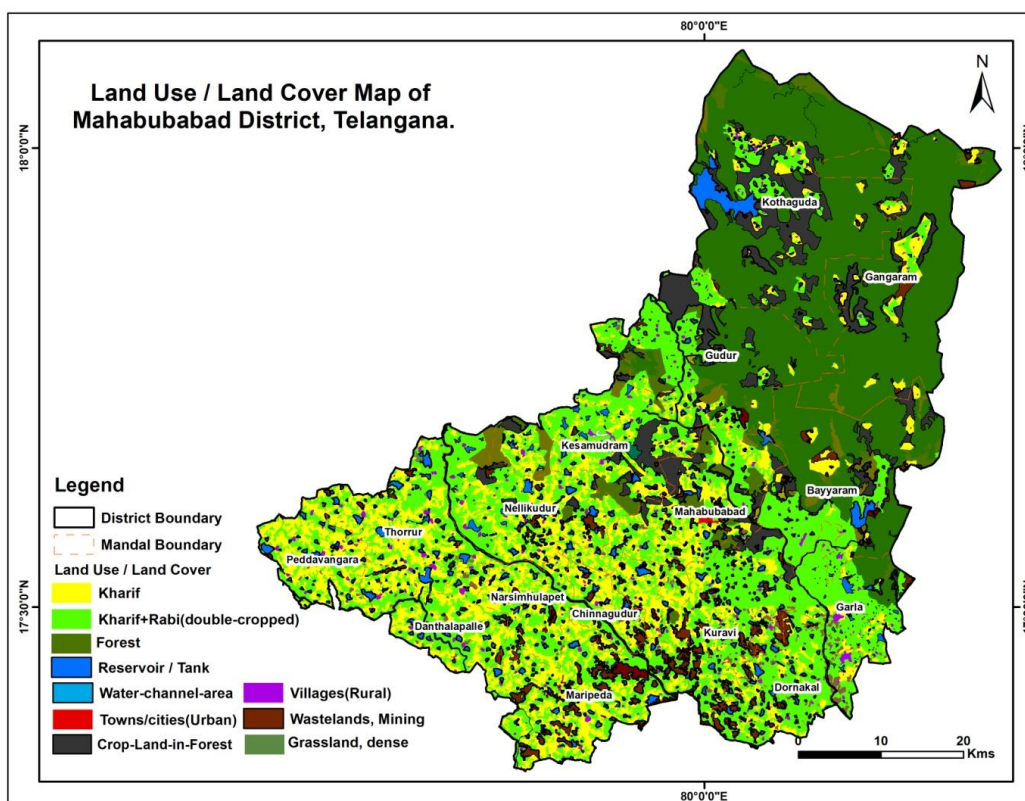 80°0'0"E
Land Use / Land Cover Map of
Mahabubabad District, Telangana.
N
18°0'0"N
Kothaguda
Gangaram
Gudur
Kesamudram
Bayyaram
Nellikudur
Mahabubabad
Thorrur
Peddavangara
Narsimhulapet
Chinnagudur
Garla
Danthalapalle
Kuravi
Maripeda
Dornakal
17°30'0"N
Legend
District Boundary
Mandal Boundary
Land Use / Land Cover
Kharif
Kharif+Rabi(double-cropped)
Forest
Reservoir / Tank
Water-channel-area
Villages(Rural)
Towns/cities(Urban)
Wastelands, Mining
Crop-Land-in-Forest
Grassland, dense
0 10 20
Kms
80°0'0"E